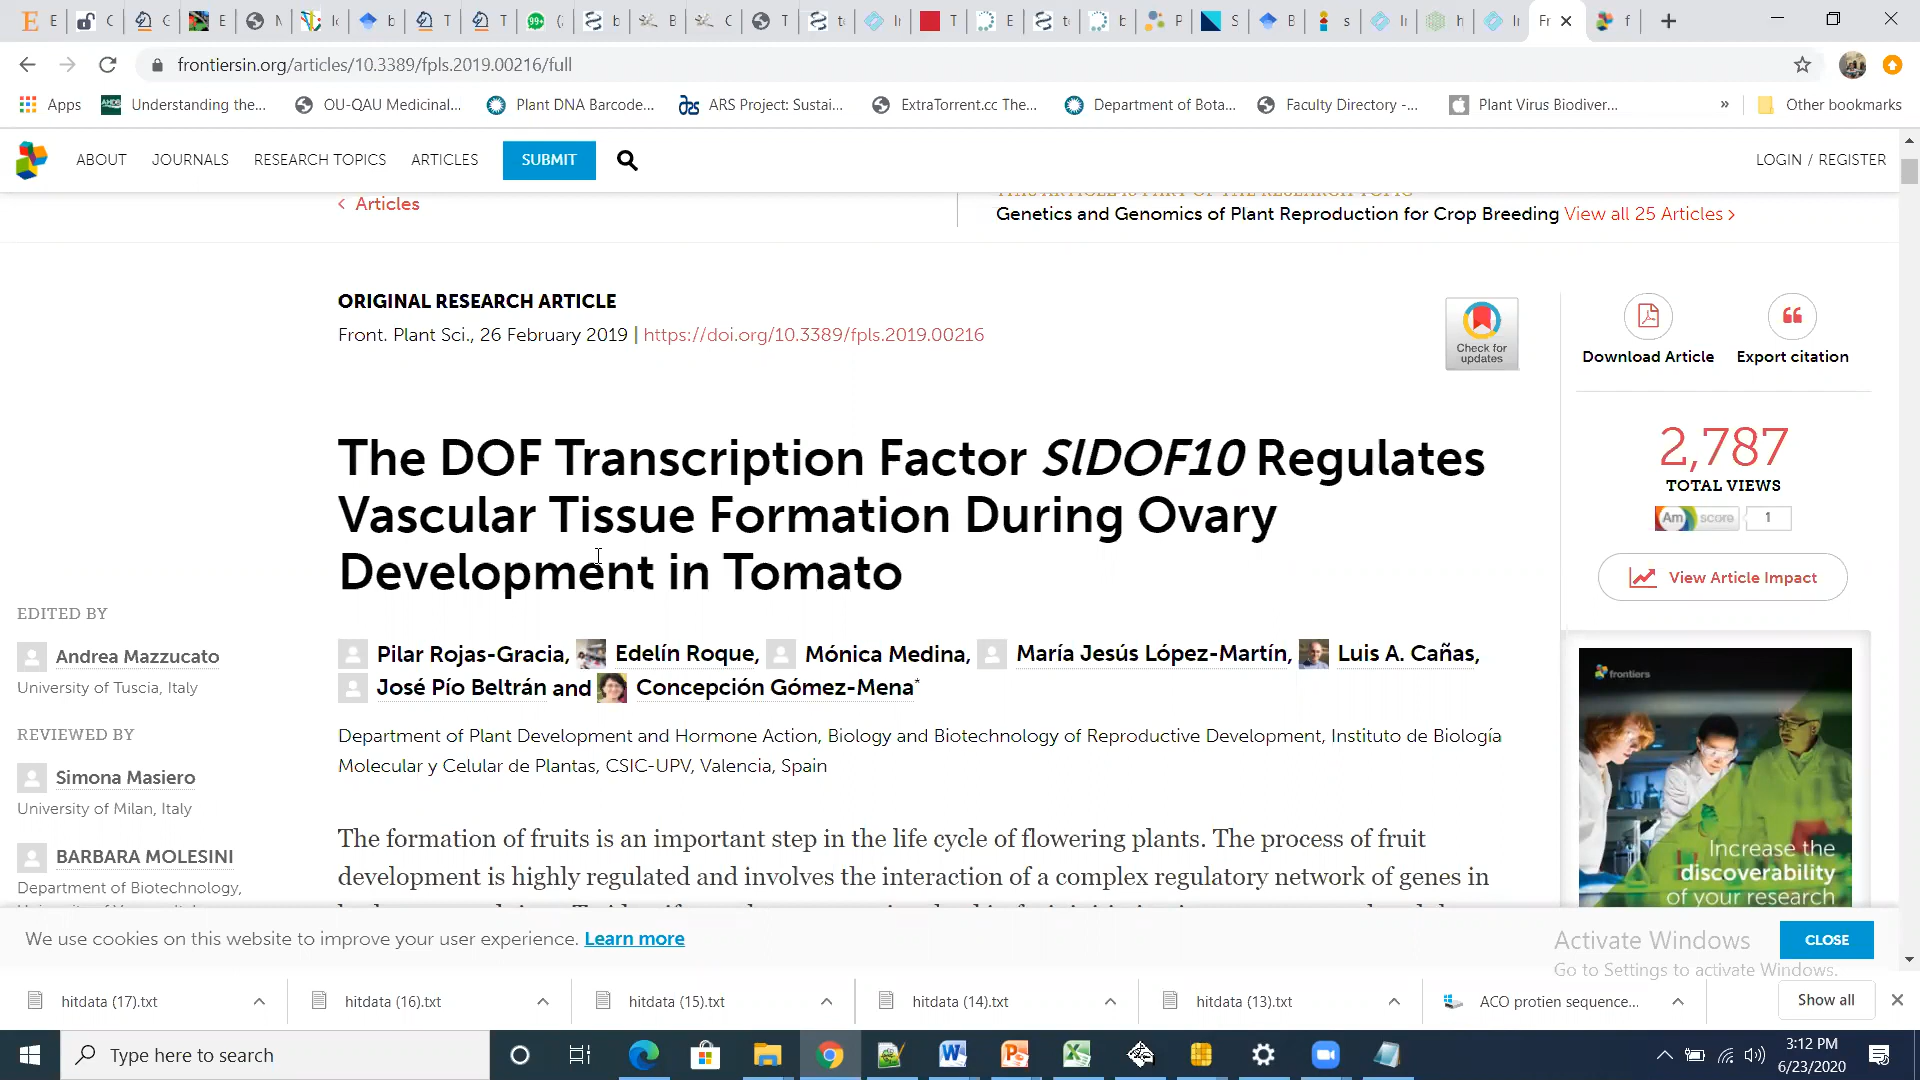 frontiersin.org/articles/10.3389/fpls.2019.00216/full
Apps Understanding the... OU-QAU Medicinal... Plant DNA Barcode... ARS Project: Sustai... ExtraTorrent.cc The... Department of Bota... Faculty Directory -... Plant Virus Biodiver... » Other bookmarks
ABOUT JOURNALS RESEARCH TOPICS ARTICLES SUBMIT LOGIN / REGISTER
< Articles
THIS ARTICLE IS PART OF THE RESEARCH TOPIC
Genetics and Genomics of Plant Reproduction for Crop Breeding View all 25 Articles >
ORIGINAL RESEARCH ARTICLE
Front. Plant Sci., 26 February 2019 | https://doi.org/10.3389/fpls.2019.00216
Check for
updates
Download Article Export citation
The DOF Transcription Factor SlDOF10 Regulates
Vascular Tissue Formation During Ovary
Development in Tomato
2,787
TOTAL VIEWS
Am score 1
View Article Impact
EDITED BY
Andrea Mazzucato
University of Tuscia, Italy
REVIEWED BY
Simona Masiero
University of Milan, Italy
BARBARA MOLESINI
Department of Biotechnology,
Pilar Rojas-Gracia, Edelín Roque, Mónica Medina, María Jesús López-Martín, Luis A. Cañas,
José Pío Beltrán and Concepción Gómez-Mena*
Department of Plant Development and Hormone Action, Biology and Biotechnology of Reproductive Development, Instituto de Biología
Molecular y Celular de Plantas, CSIC-UPV, Valencia, Spain
The formation of fruits is an important step in the life cycle of flowering plants. The process of fruit
development is highly regulated and involves the interaction of a complex regulatory network of genes in
frontiers
Increase the
discoverability
of your research
We use cookies on this website to improve your user experience. Learn more
CLOSE
Activate Windows
Go to Settings to activate Windows.
hitdata (17).txt hitdata (16).txt hitdata (15).txt hitdata (14).txt hitdata (13).txt ACO protien sequence... Show all
Type here to search
3:12 PM
6/23/2020